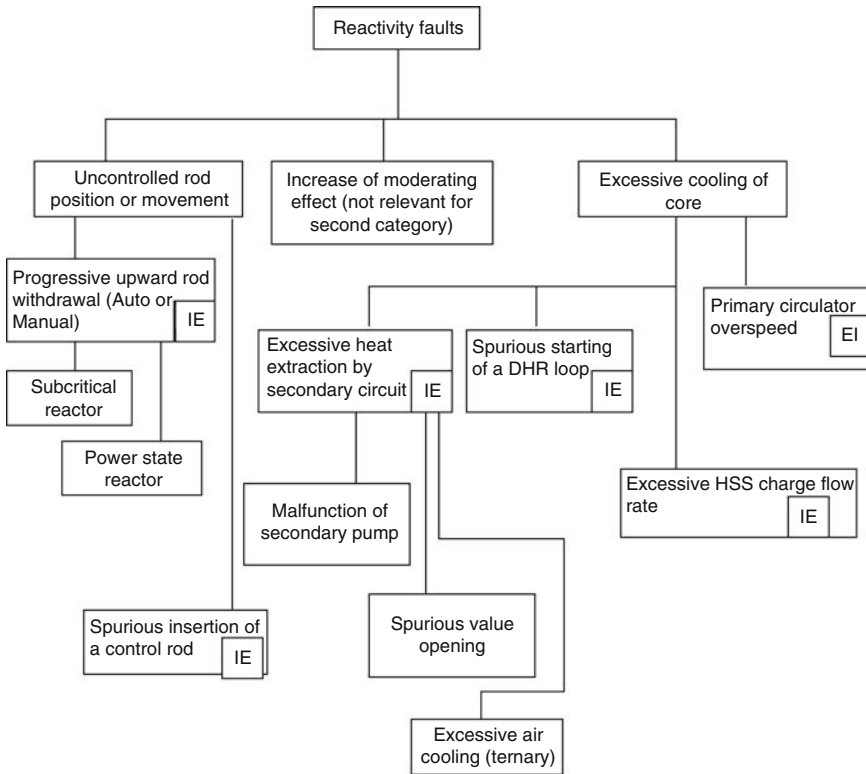 Reactivity faults
Uncontrolled rod
position or movement
Increase of moderating
effect (not relevant for
second category)
Excessive cooling of
core
Progressive upward rod
withdrawal (Auto or
Manual)
IE
Subcritical
reactor
Power state
reactor
Spurious insertion of
a control rod
IE
Excessive heat
extraction by
secondary circuit
IE
Malfunction of
secondary pump
Spurious value
opening
Excessive air
cooling (ternary)
Spurious starting
of a DHR loop
IE
Primary circulator
overspeed
EI
Excessive HSS charge flow
rate
IE